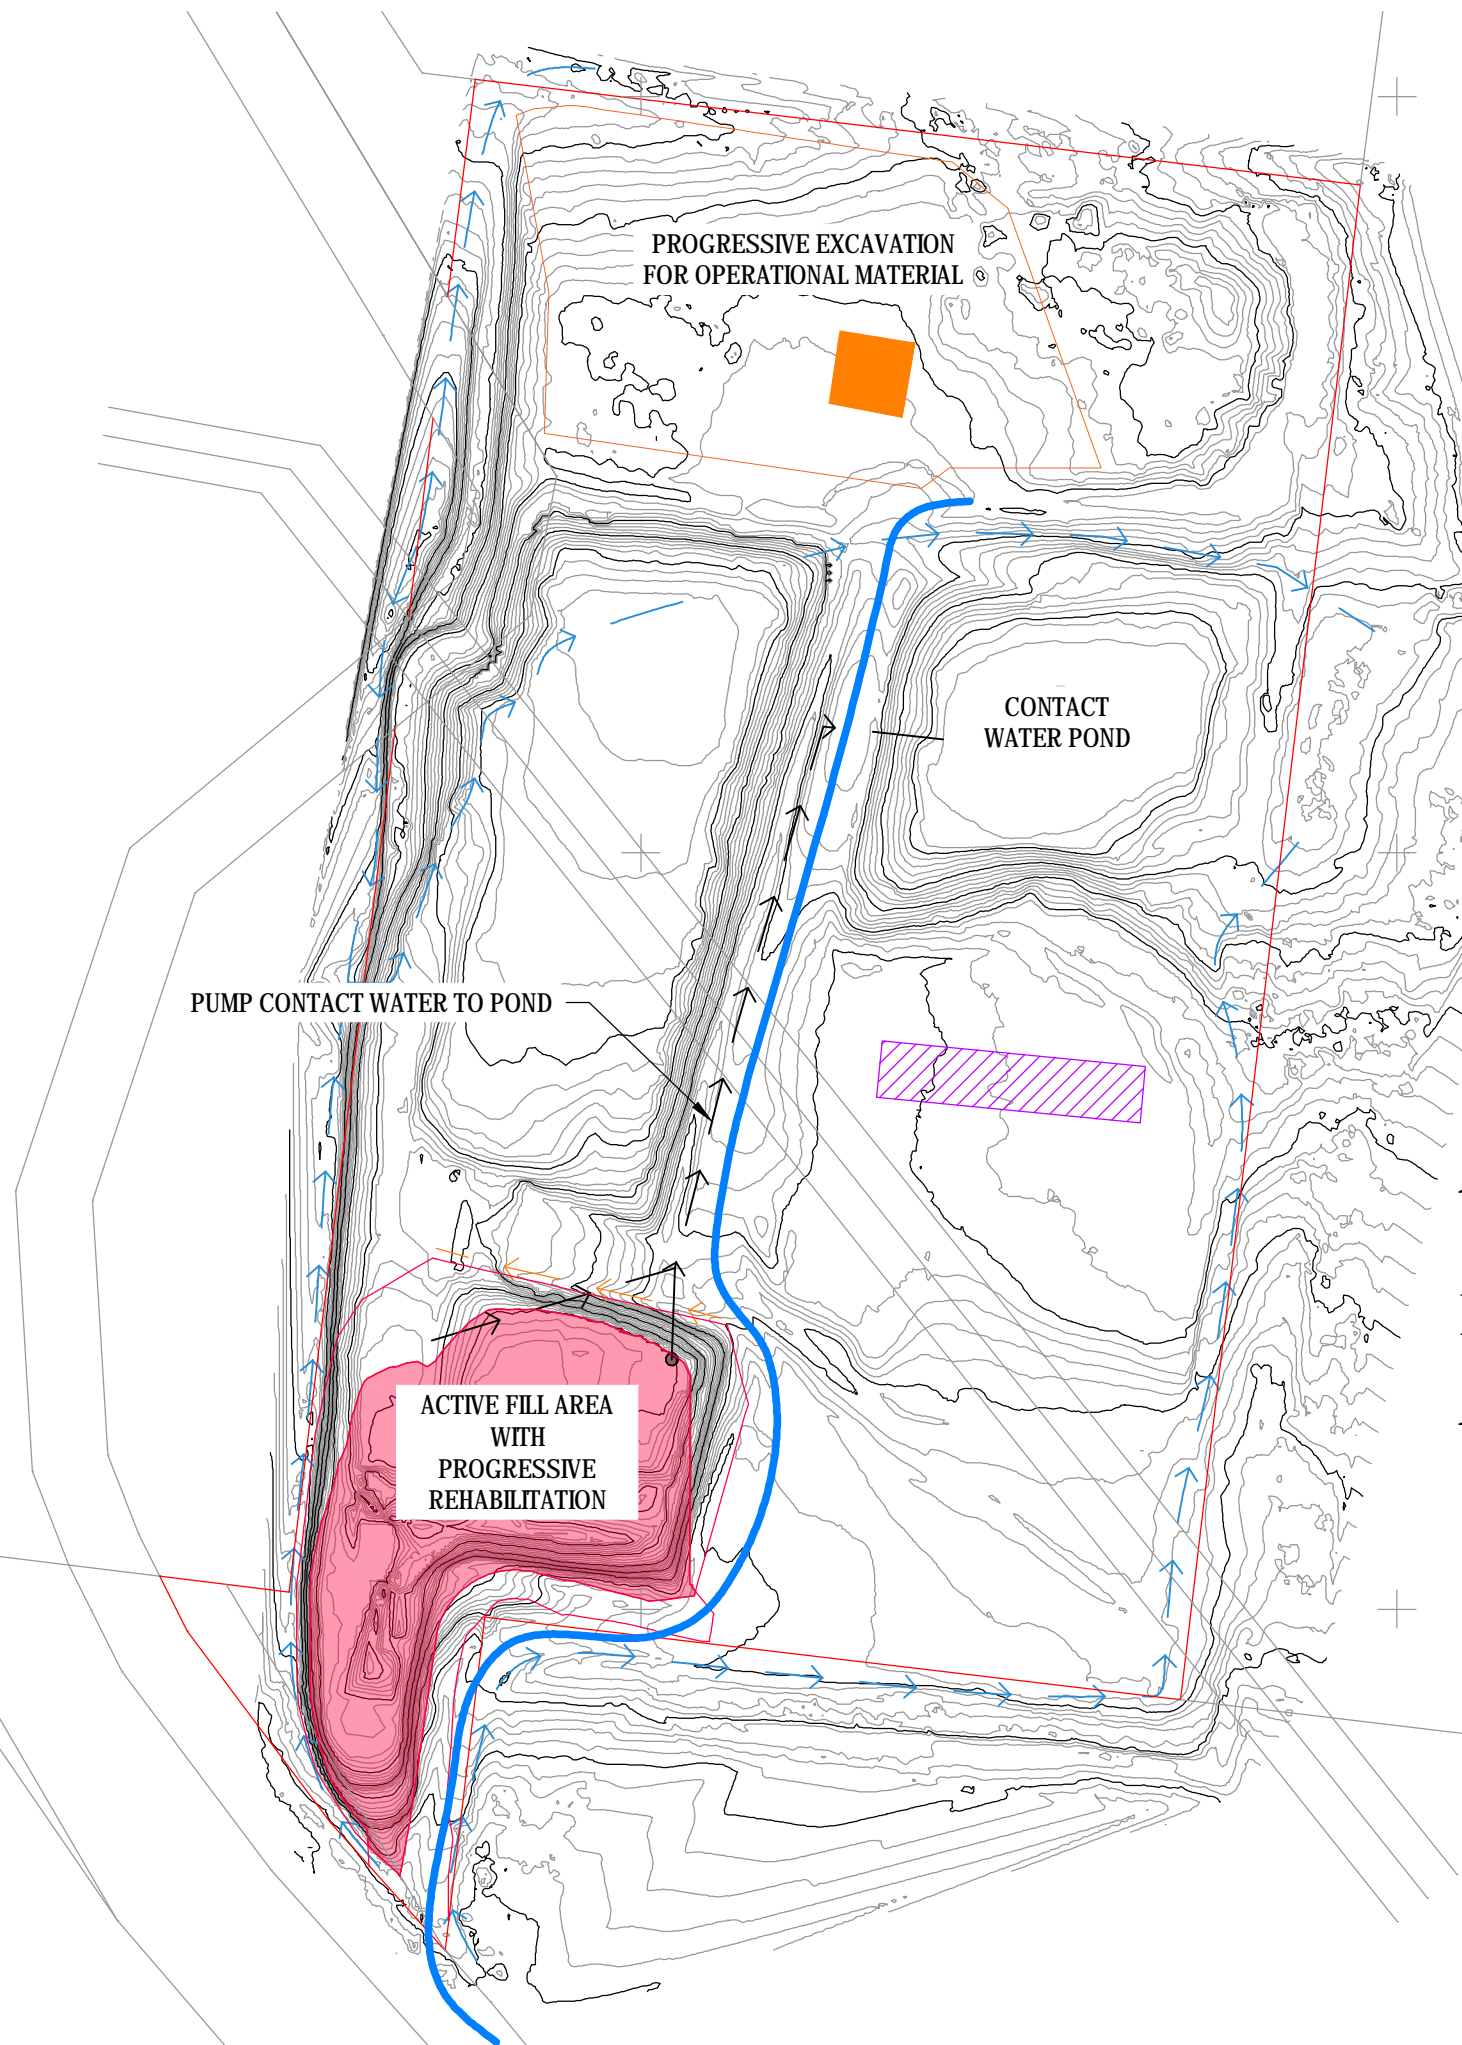 PROGRESSIVE EXCAVATION
FOR OPERATIONAL MATERIAL
CONTACT
WATER POND
PUMP CONTACT WATER TO POND
ACTIVE FILL AREA
WITH
PROGRESSIVE
REHABILITATION